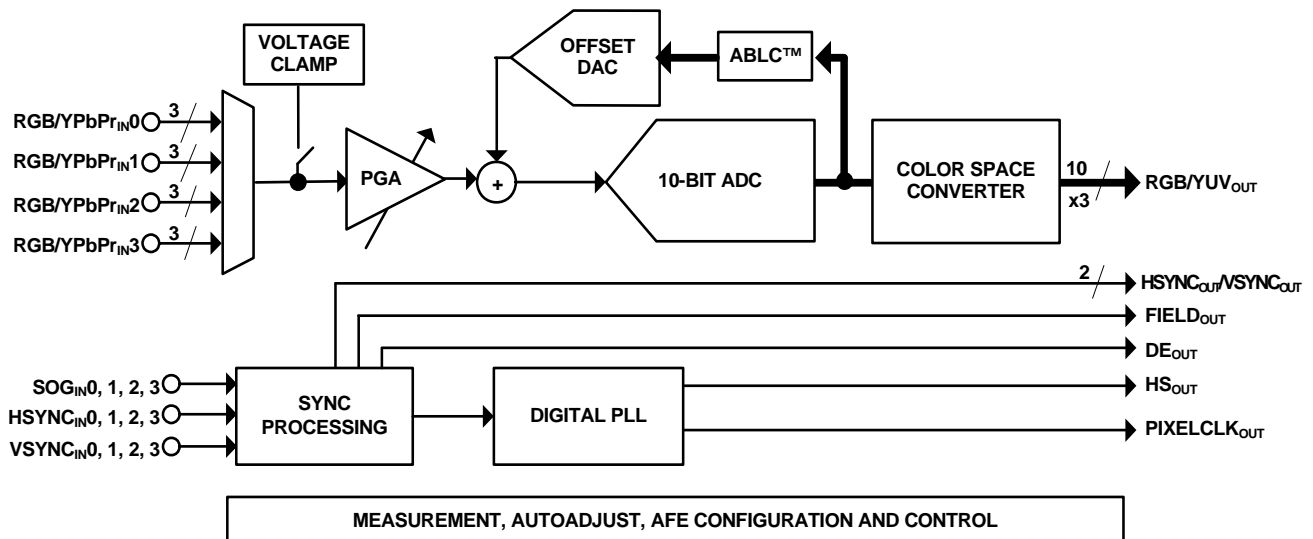 VOLTAGE
CLAMP
OFFSET
DAC
ABLC™
RGB/YPbPrIN0
3
RGB/YPbPrIN1
3
RGB/YPbPrIN2
3
RGB/YPbPrIN3
3
PGA
+
10-BIT ADC
COLOR SPACE
CONVERTER
10
x3
RGB/YUVOUT
2
HSYNCOUT/VSYNCOUT
FIELDOUT
DEOUT
HSOUT
PIXELCLKOUT
SOGIN0, 1, 2, 3
HSYNCIN0, 1, 2, 3
VSYNCIN0, 1, 2, 3
SYNC
PROCESSING
DIGITAL PLL
MEASUREMENT, AUTOADJUST, AFE CONFIGURATION AND CONTROL